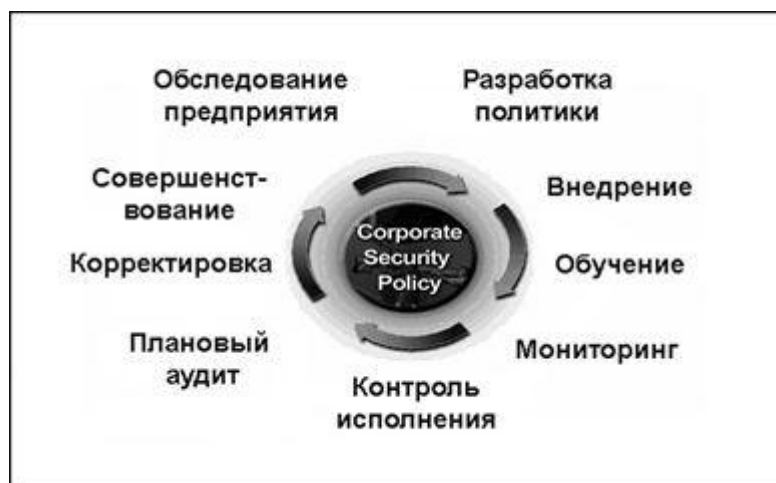 Обследование
предприятия
Разработка
политики
Внедрение
Обучение
Мониторинг
Контроль
исполнения
Плановый
аудит
Корректировка
Совершенст-
вование
Corporate
Security
Policy